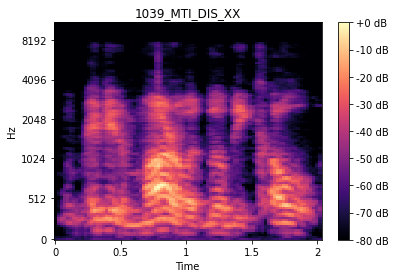 1039_MTI_DIS_XX
8192
4096
2048
1024
512
0
Hz
0
0.5
1
1.5
2
Time
+0 dB
-10 dB
-20 dB
-30 dB
-40 dB
-50 dB
-60 dB
-70 dB
-80 dB